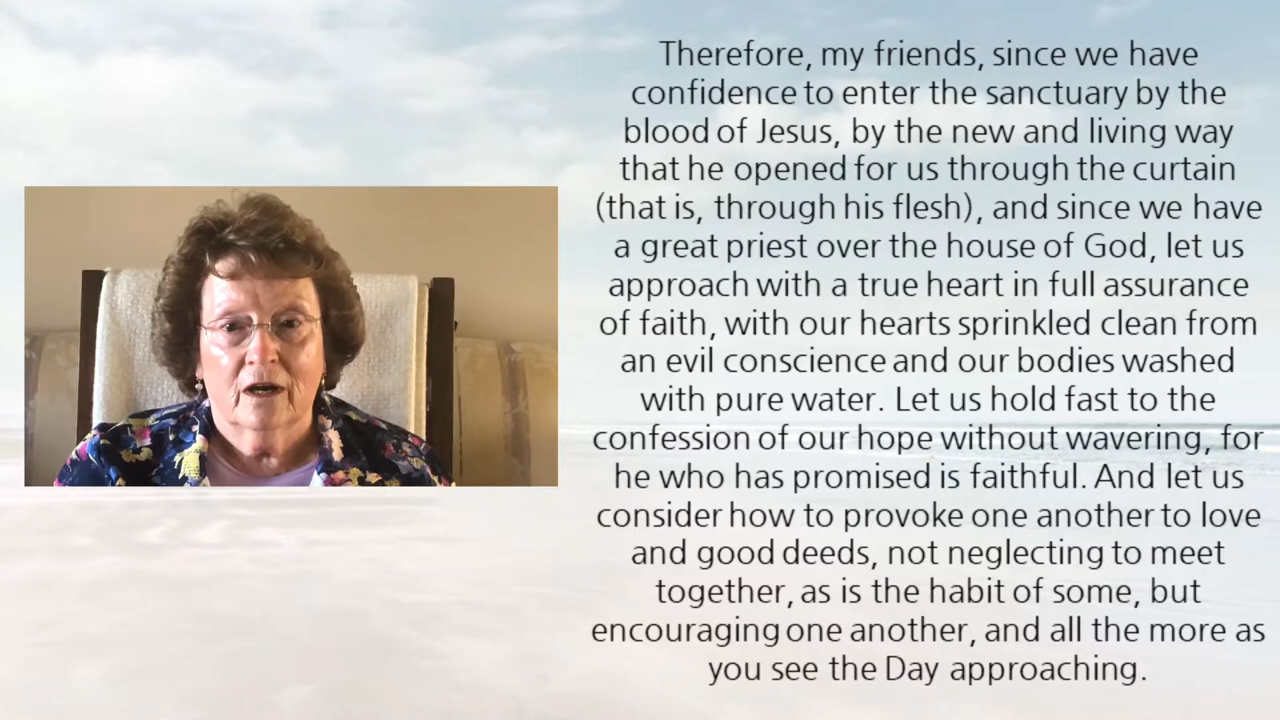 Therefore, my friends, since we have
confidence to enter the sanctuary by the
blood of Jesus, by the new and living way
that he opened for us through the curtain
(that is, through his flesh), and since we have
a great priest over the house of God, let us
approach with a true heart in full assurance
of faith, with our hearts sprinkled clean from
an evil conscience and our bodies washed
with pure water. Let us hold fast to the
confession of our hope without wavering, for
he who has promised is faithful. And let us
consider how to provoke one another to love
and good deeds, not neglecting to meet
together, as is the habit of some, but
encouraging one another, and all the more as
you see the Day approaching.